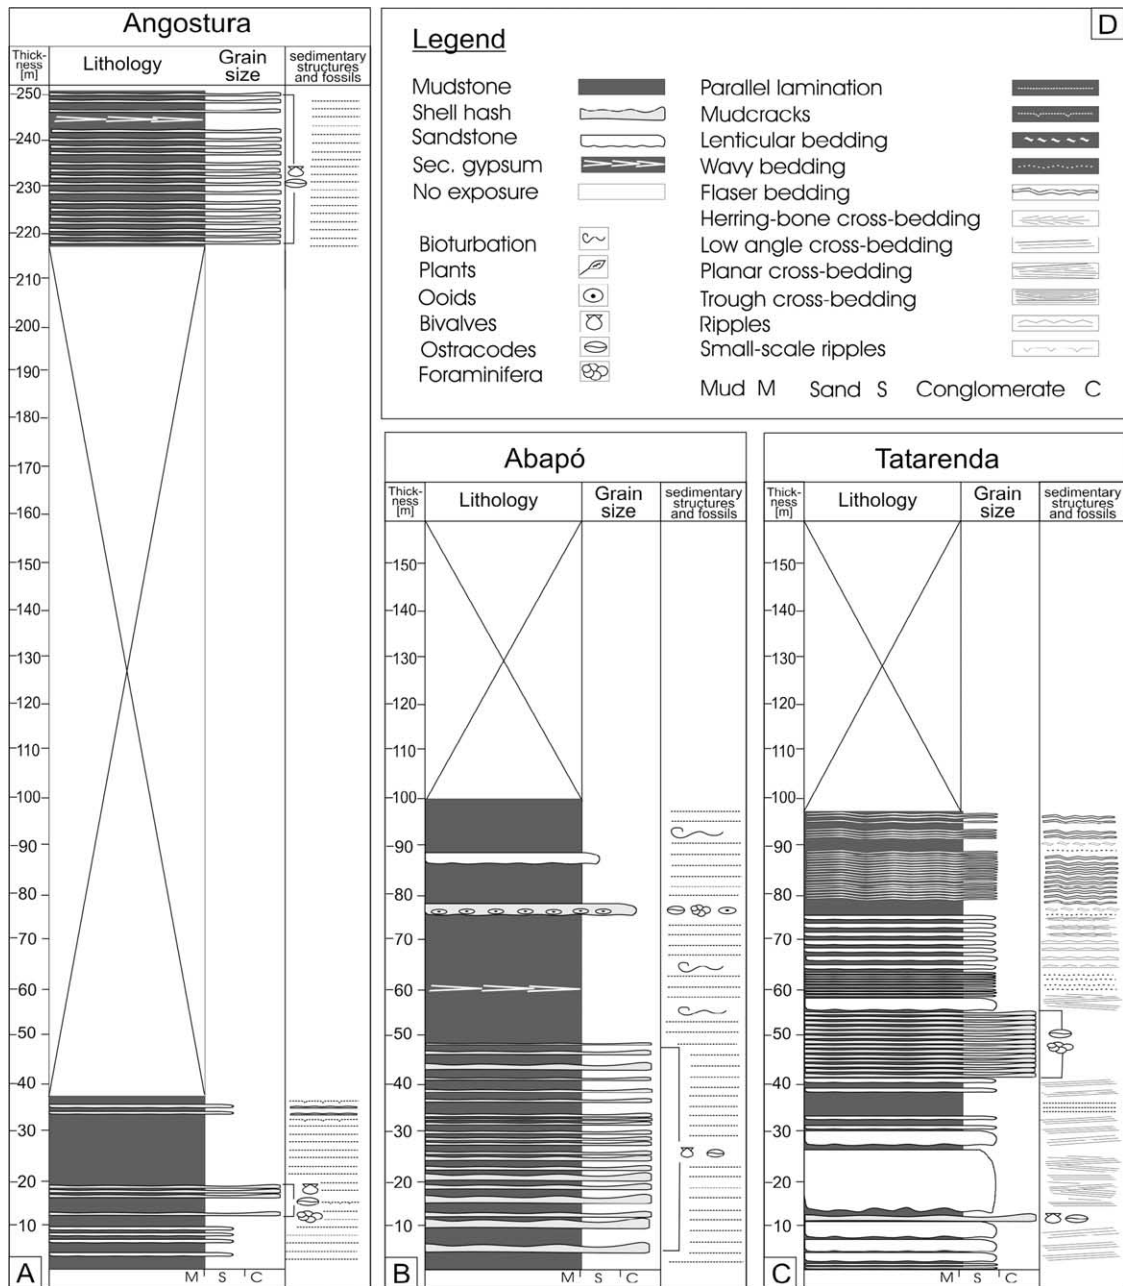 Angostura
Thick-
ness
[m]
Lithology
Grain
size
sedimentary
structures
and fossils
250
240
230
220
210
200
190
180
170
160
150
140
130
120
110
100
90
80
70
60
50
40
30
20
10
A
M S C
D
Legend
Mudstone
Shell hash
Sandstone
Sec. gypsum
No exposure
Bioturbation
Plants
Ooids
Bivalves
Ostracodes
Foraminifera
Parallel lamination
Mudcracks
Lenticular bedding
Wavy bedding
Flaser bedding
Herring-bone cross-bedding
Low angle cross-bedding
Planar cross-bedding
Trough cross-bedding
Ripples
Small-scale ripples
Mud M Sand S Conglomerate C
Abapó
Thick-
ness
[m]
Lithology
Grain
size
sedimentary
structures
and fossils
150
140
130
120
110
100
90
80
70
60
50
40
30
20
10
B
M S C
Tatarenda
Thick-
ness
[m]
Lithology
Grain
size
sedimentary
structures
and fossils
150
140
130
120
110
100
90
80
70
60
50
40
30
20
10
C
M S C